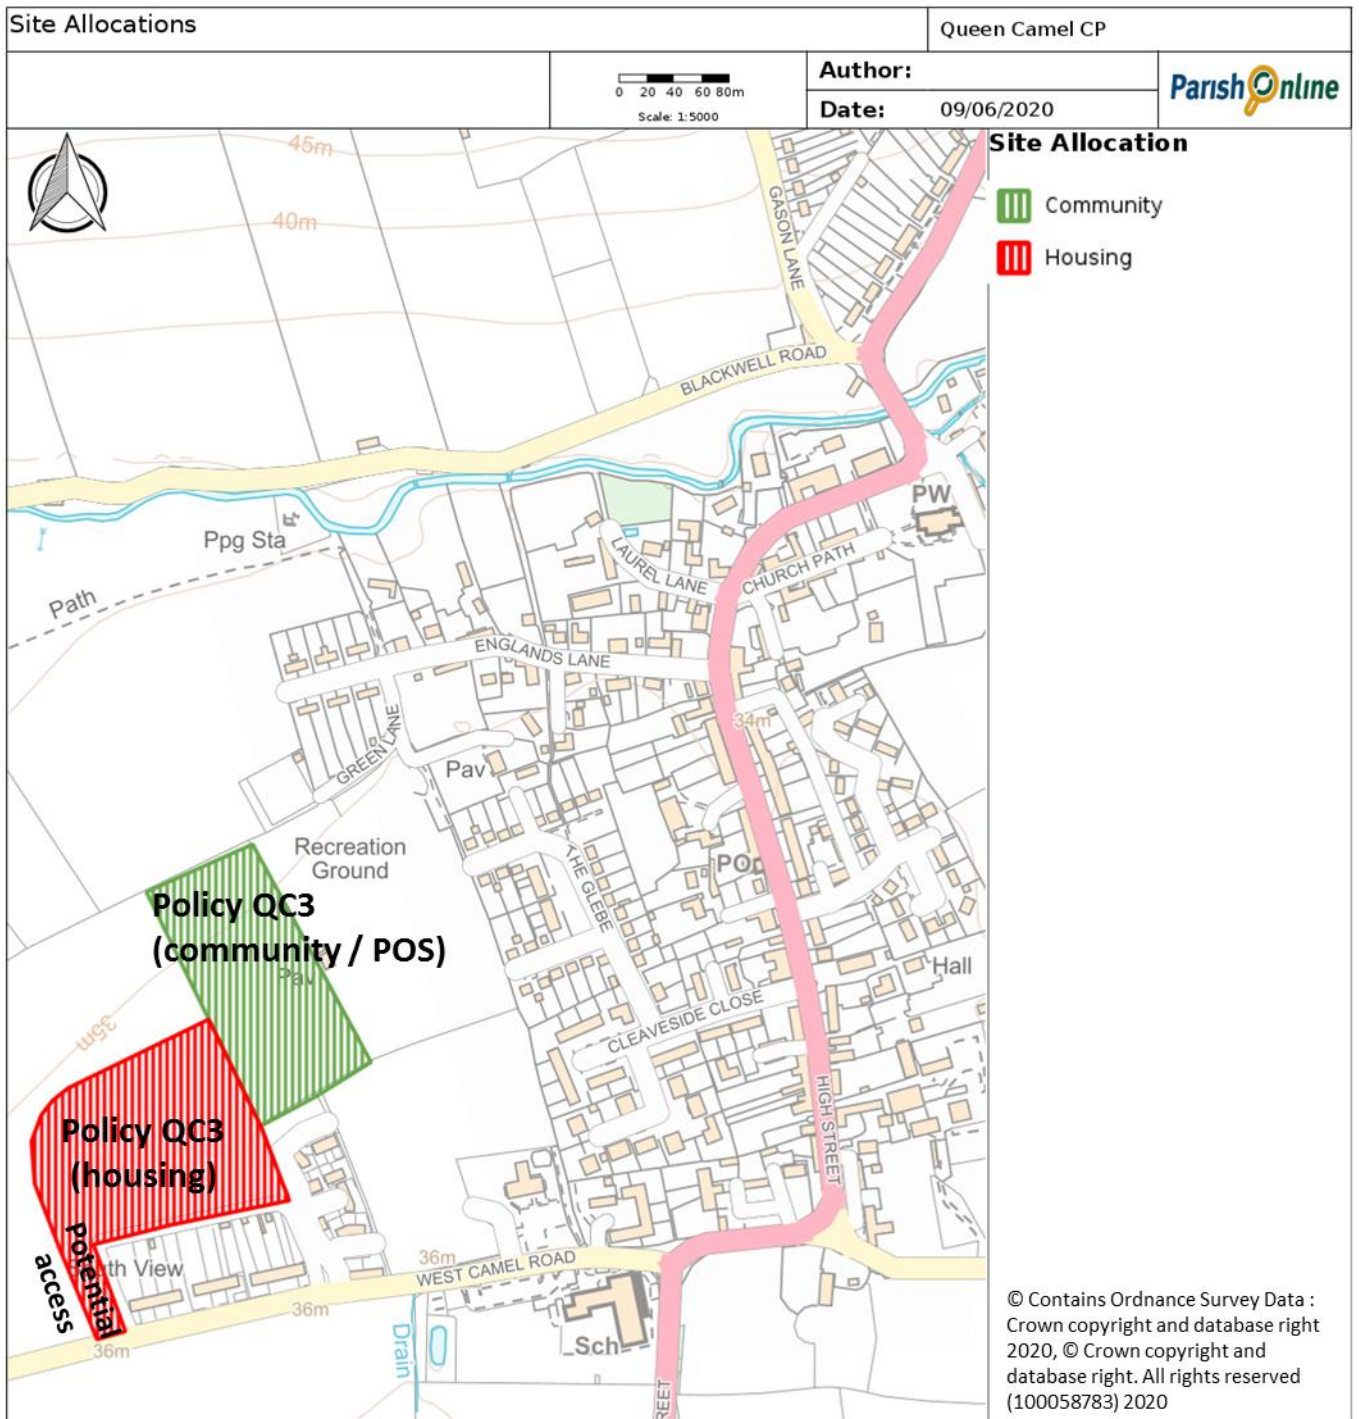 Site Allocations
Queen Camel CP
0 20 40 60 80m
Scale: 1:5000
Author:
Date: 09/06/2020
Parish Online
Site Allocation
Community
Housing
45m
40m
GASON LANE
BLACKWELL ROAD
PW
Ppg Sta
Path
LAUREL LANE
CHURCH PATH
ENGLANDS LANE
34m
GREEN LANE
Pav
Recreation
Ground
THE GLEBE
PO
Policy QC3
(community / POS)
Pav
Hall
35m
CLEAVESIDE CLOSE
HIGH STREET
Policy QC3
(housing)
Potential
access
South View
36m
WEST CAMEL ROAD
36m
36m
Drain
Sch
REET
© Contains Ordnance Survey Data :
Crown copyright and database right
2020, © Crown copyright and
database right. All rights reserved
(100058783) 2020